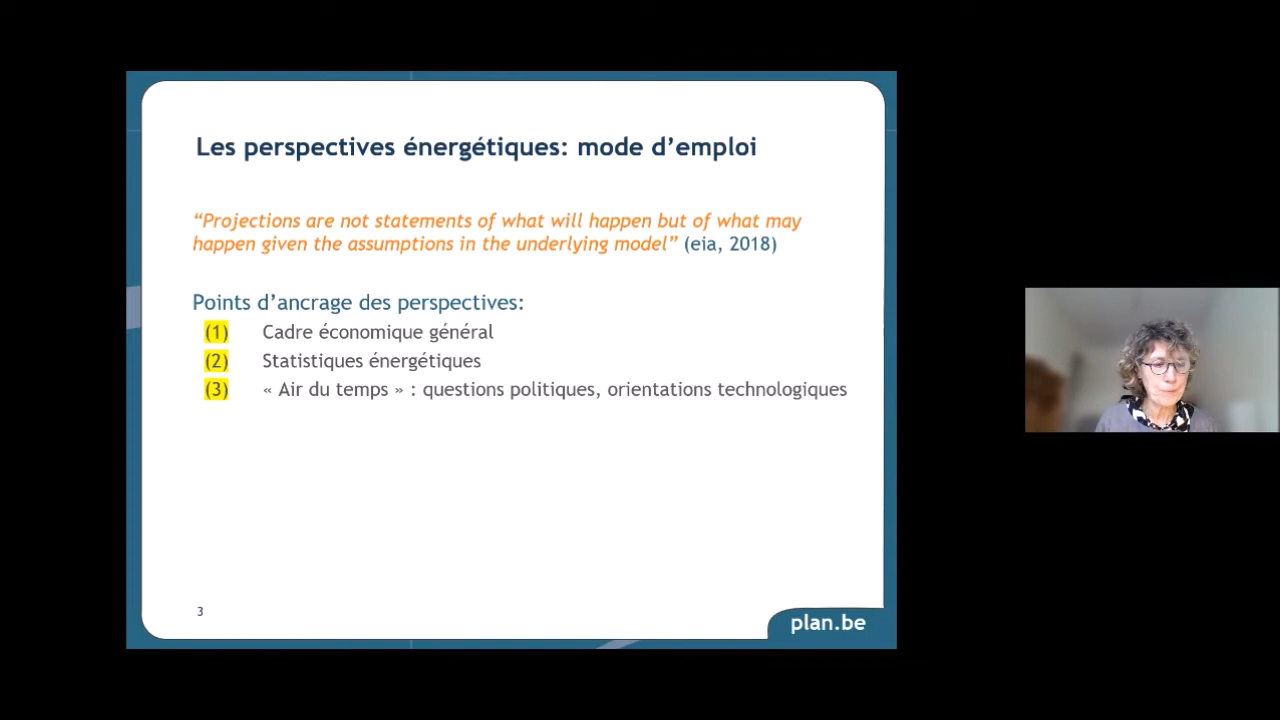 Les perspectives énergétiques: mode d’emploi
“Projections are not statements of what will happen but of what may
happen given the assumptions in the underlying model” (eia, 2018)
Points d’ancrage des perspectives:
(1) Cadre économique général
(2) Statistiques énergétiques
(3) « Air du temps » : questions politiques, orientations technologiques
3
plan.be